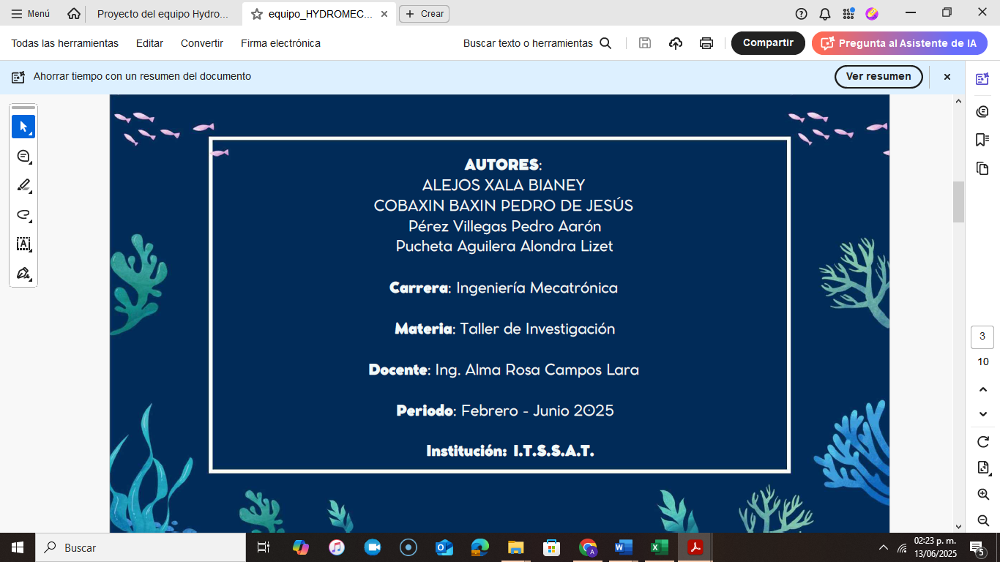 Menú
Proyecto del equipo Hydro...
equipo_HYDROMEC...
Crear
Todas las herramientas
Editar
Convertir
Firma electrónica
Buscar texto o herramientas
Compartir
Pregunta al Asistente de IA
Ahorrar tiempo con un resumen del documento
Ver resumen
AUTORES:
ALEJOS XALA BIANEY
COBAXIN BAXIN PEDRO DE JESÚS
Pérez Villegas Pedro Aarón
Pucheta Aguilera Alondra Lizet
Carrera: Ingeniería Mecatrónica
Materia: Taller de Investigación
Docente: Ing. Alma Rosa Campos Lara
Periodo: Febrero - Junio 2025
Institución: I.T.S.S.A.T.
3
10
Buscar
02:23 p. m.
13/06/2025
5